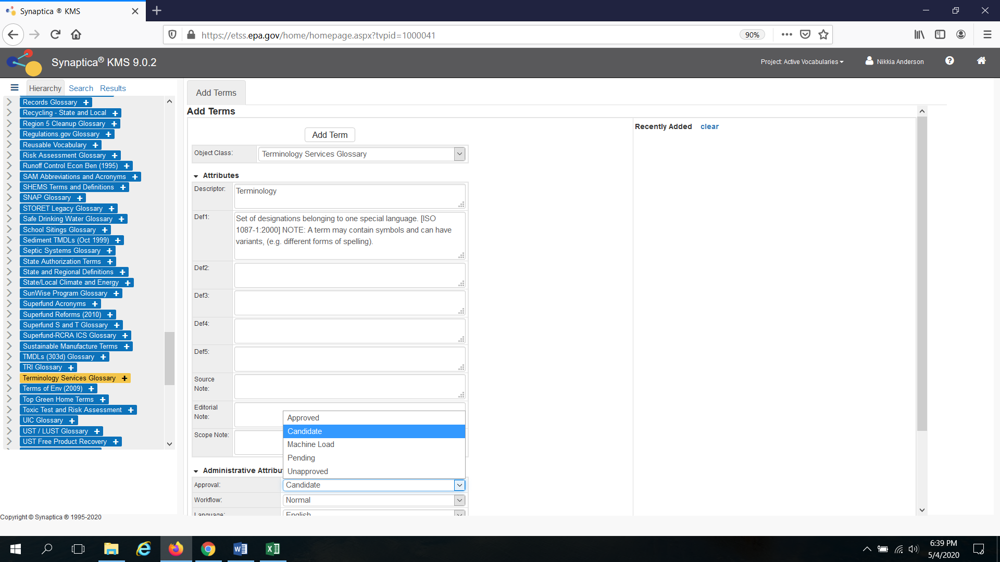 Synaptica ® KMS
https://etss.epa.gov/home/homepage.aspx?tvpid=1000041
90%
Synaptica® KMS 9.0.2
Project: Active Vocabularies
Nikkia Anderson
Hierarchy
Search
Results
Records Glossary
Recycling - State and Local
Region 5 Cleanup Glossary
Regulations.gov Glossary
Reusable Vocabulary
Risk Assessment Glossary
Runoff Control Econ Ben (1995)
SAM Abbreviations and Acronyms
SHEMS Terms and Definitions
SNAP Glossary
STORET Legacy Glossary
Safe Drinking Water Glossary
School Sitings Glossary
Sediment TMDLs (Oct 1999)
Septic Systems Glossary
State Authorization Terms
State and Regional Definitions
State/Local Climate and Energy
SunWise Program Glossary
Superfund Acronyms
Superfund Reforms (2010)
Superfund S and T Glossary
Superfund-RCRA ICS Glossary
Sustainable Manufacture Terms
TMDLs (303d) Glossary
TRI Glossary
Terminology Services Glossary
Terms of Env (2009)
Top Green Home Terms
Toxic Test and Risk Assessment
UIC Glossary
UST / LUST Glossary
UST Free Product Recovery
Copyright © Synaptica ® 1995-2020
Add Terms
Add Terms
Add Term
Object Class:
Terminology Services Glossary
Attributes
Descriptor:
Terminology
Def1:
Set of designations belonging to one special language. [ISO
1087-1:2000] NOTE: A term may contain symbols and can have
variants, (e.g. different forms of spelling).
Def2:
Def3:
Def4:
Def5:
Source
Note:
Editorial
Note:
Scope Note:
Approved
Candidate
Machine Load
Pending
Unapproved
Administrative Attribu
Approval:
Candidate
Workflow:
Normal
Language:
English
Recently Added
clear
6:39 PM
5/4/2020